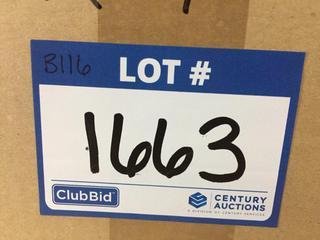 B116
LOT #
1663
ClubBid
CENTURY
AUCTIONS
A DIVISION OF CENTURY SERVICES